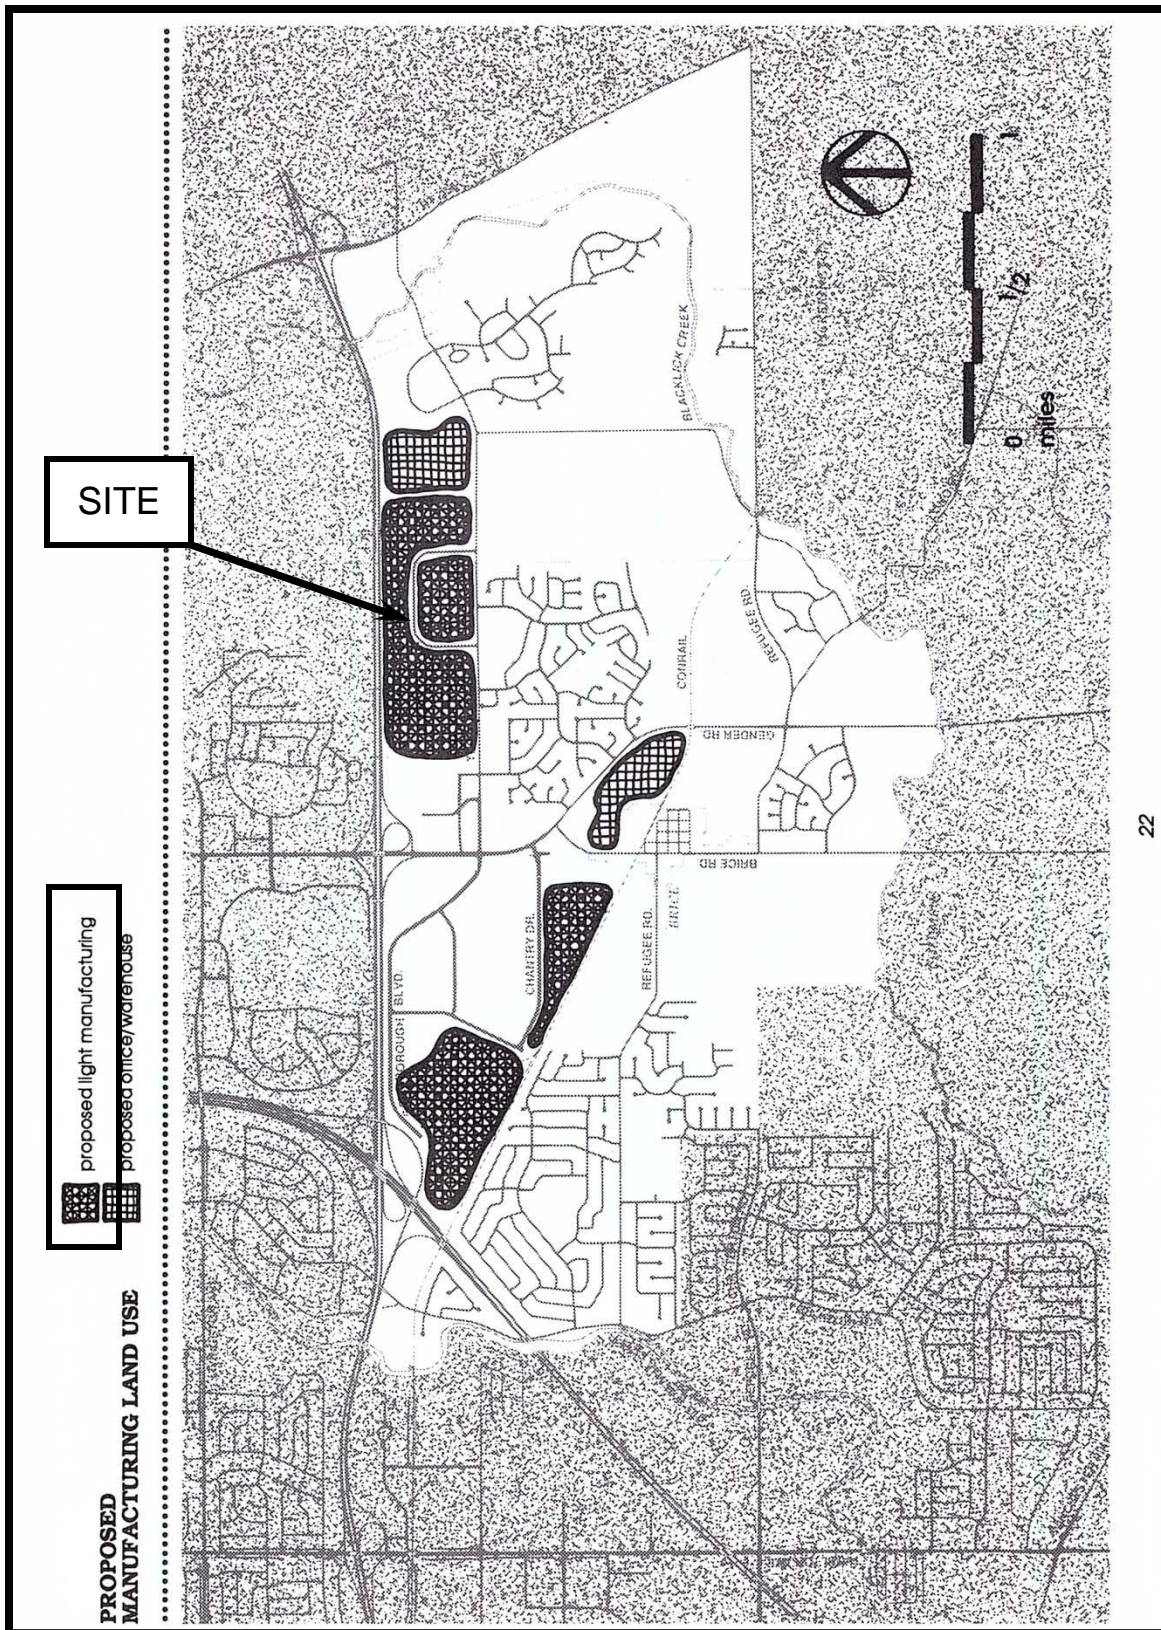 SITE
PROPOSED
MANUFACTURING LAND USE
proposed light manufacturing
proposed office/warehouse
BLACKLICK CREEK
CONRAIL
REFUGEE RD.
GENDER RD
BRICE RD
BRICE
REFUGEE RD.
CHANTRY DR.
OROUGH BLVD.
0
1/2
1
miles
22